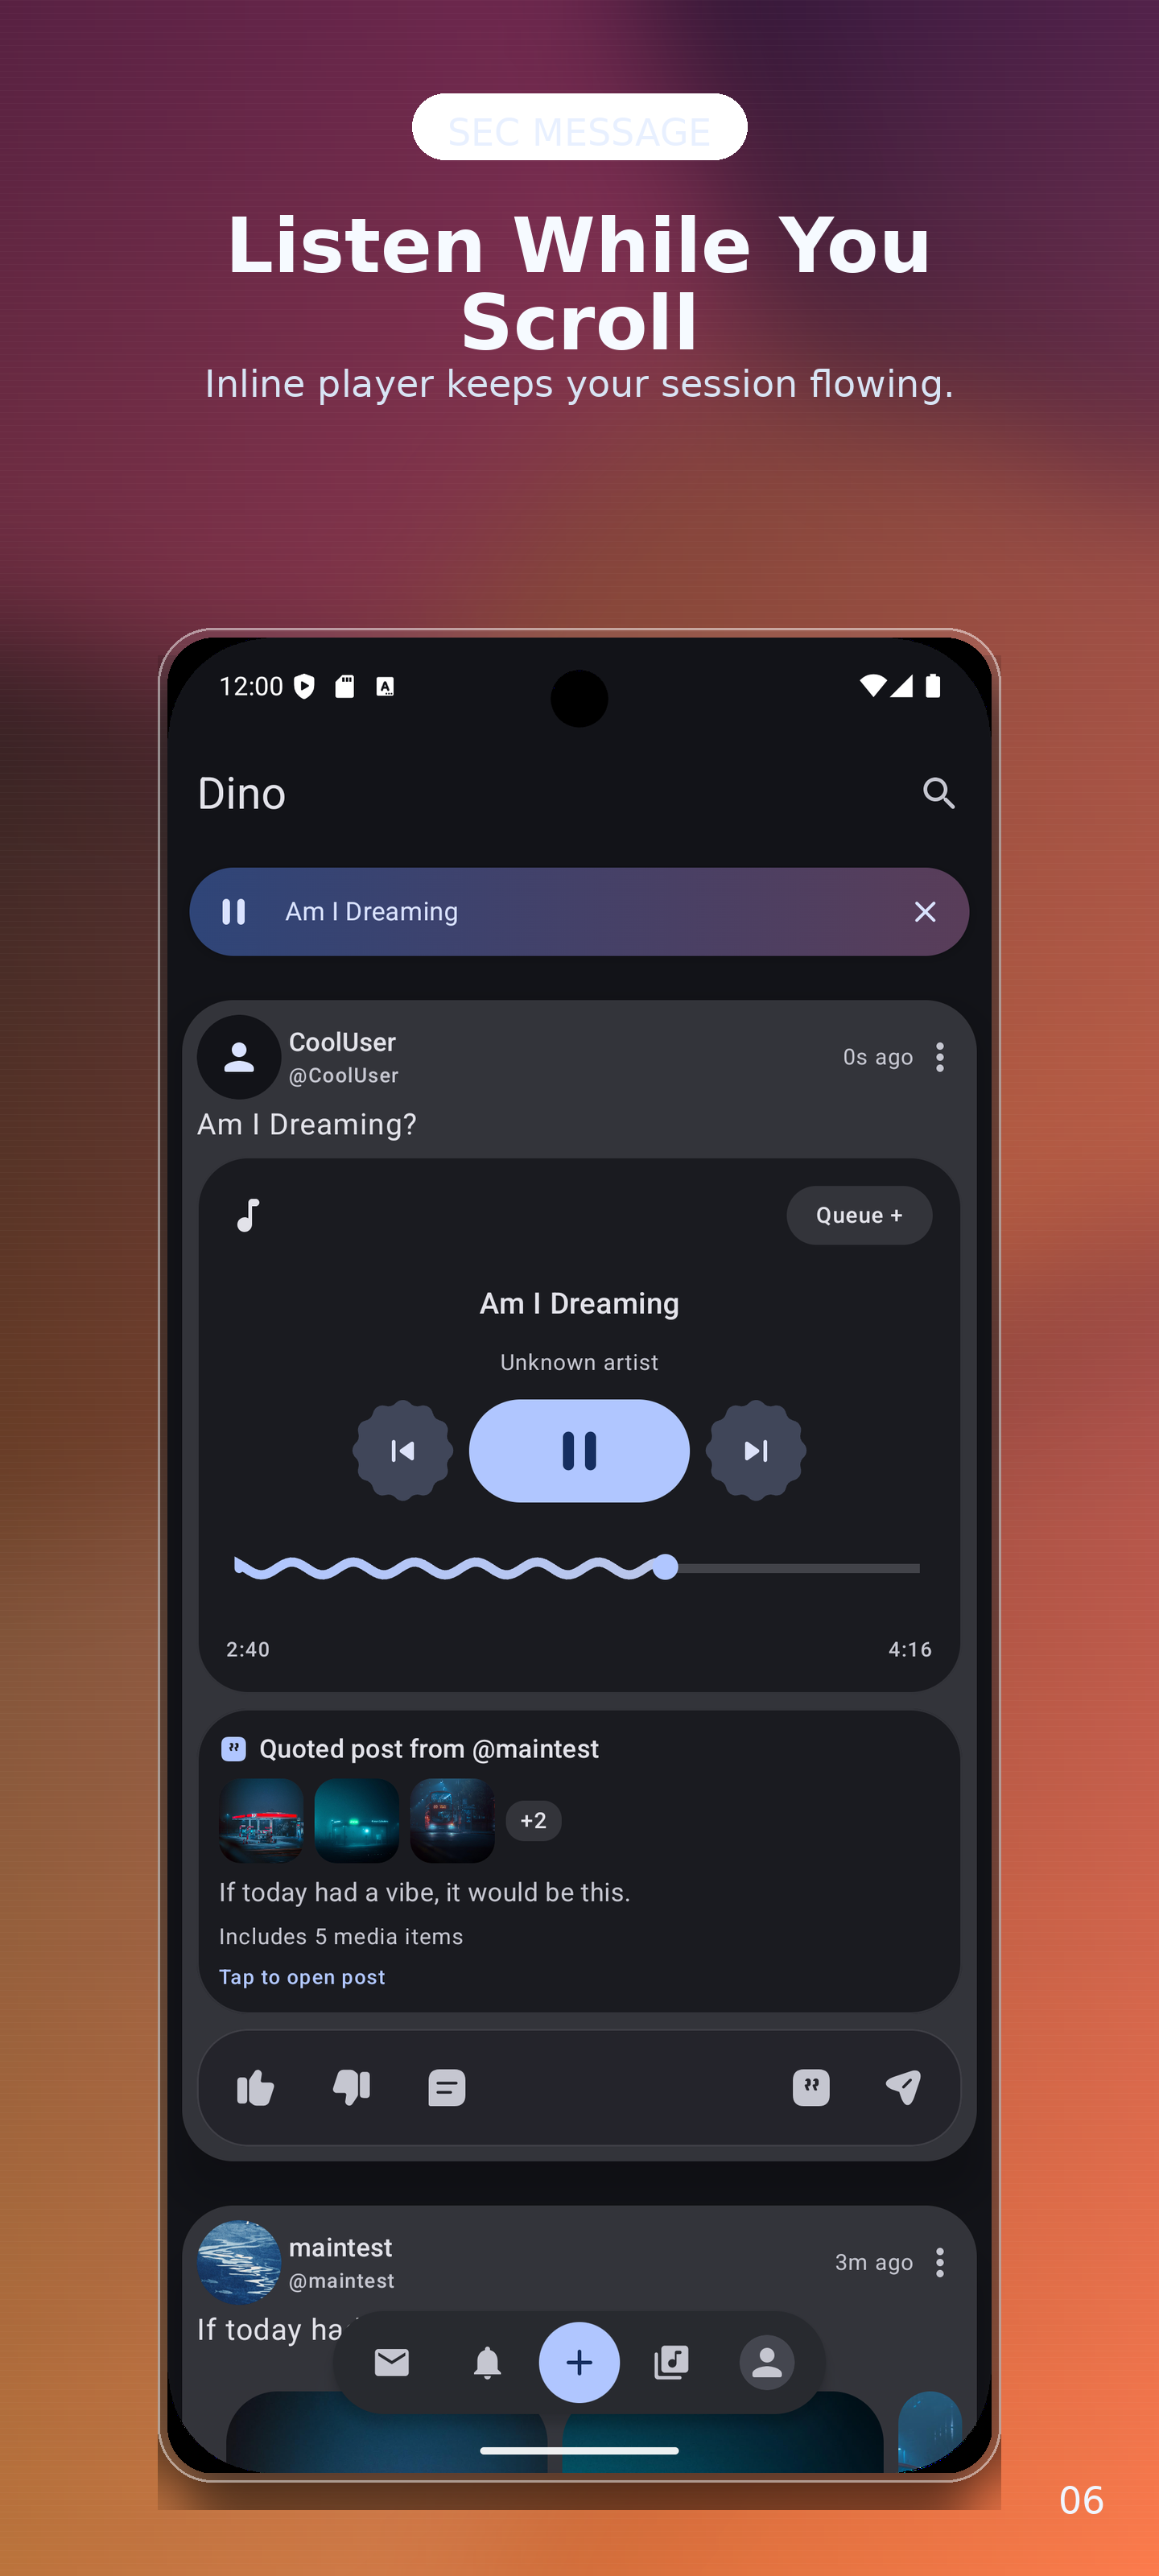 SEC MESSAGE
Listen While You
Scroll
Inline player keeps your session flowing.
12:00
Dino
Am I Dreaming
CoolUser
@CoolUser
0s ago
Am I Dreaming?
Queue +
Am I Dreaming
Unknown artist
2:40
4:16
Quoted post from @maintest
+2
If today had a vibe, it would be this.
Includes 5 media items
Tap to open post
maintest
@maintest
3m ago
If today ha
06